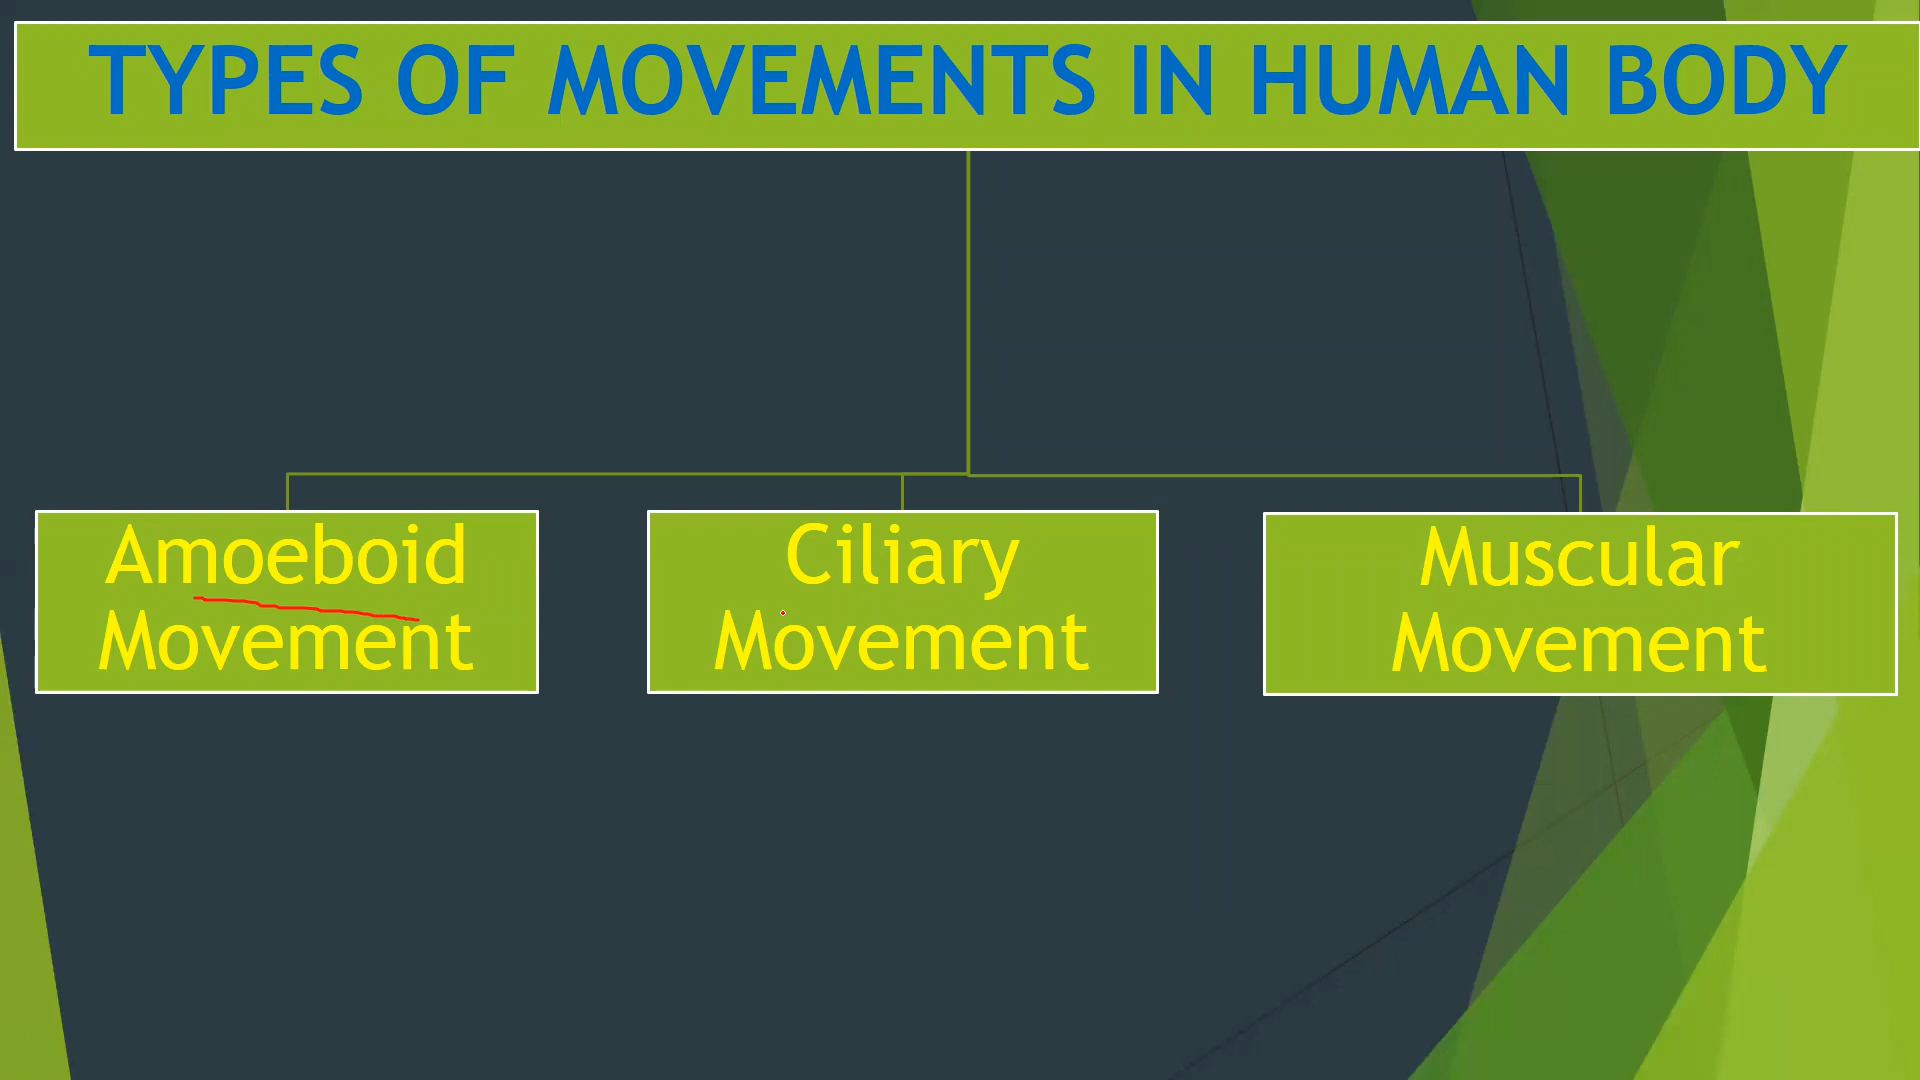 TYPES OF MOVEMENTS IN HUMAN BODY
Amoeboid
Movement
Ciliary
Movement
Muscular
Movement